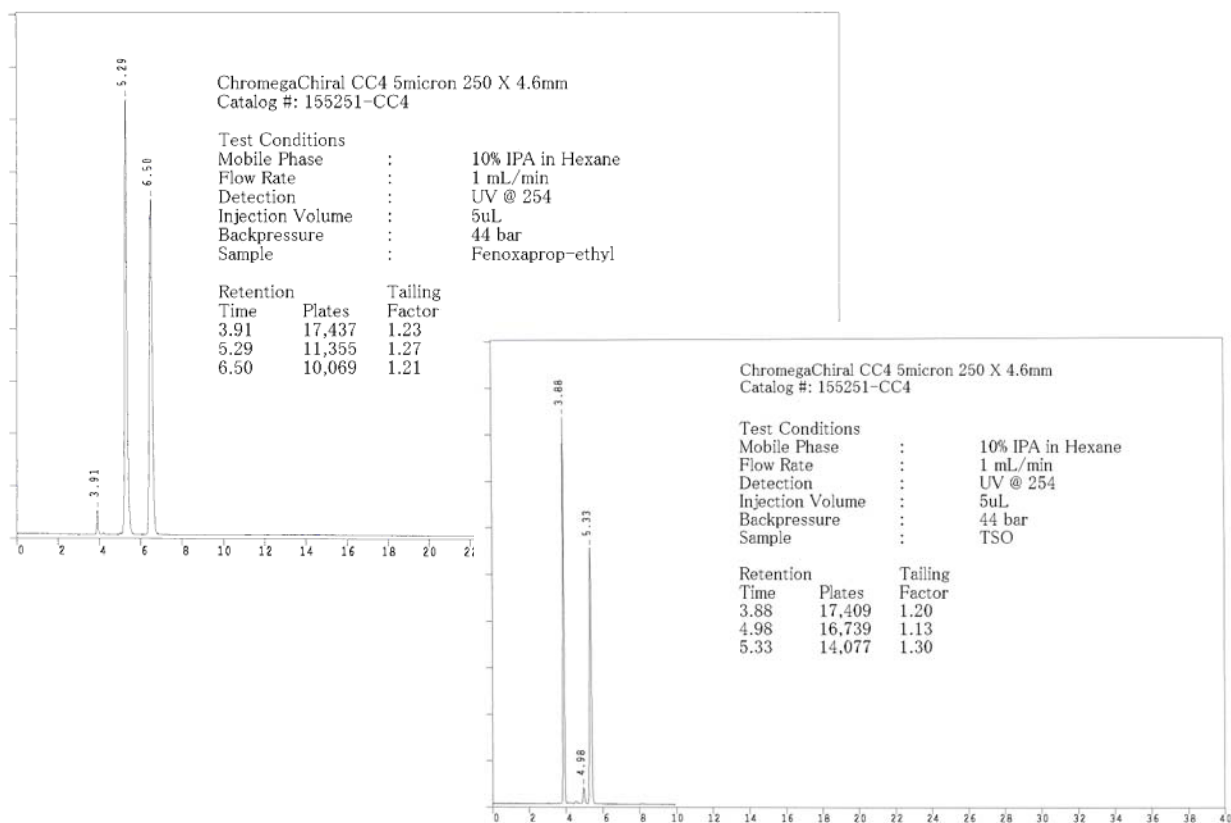 5.29
6.50
3.91
ChromegaChiral CC4 5micron 250 X 4.6mm
Catalog #: 155251-CC4
Test Conditions
Mobile Phase : 10% IPA in Hexane
Flow Rate : 1 mL/min
Detection : UV @ 254
Injection Volume : 5uL
Backpressure : 44 bar
Sample : Fenoxaprop-ethyl
Retention Tailing
Time Plates Factor
3.91 17,437 1.23
5.29 11,355 1.27
6.50 10,069 1.21
0 2 4 6 8 10 12 14 16 18 20
3.88
5.33
4.98
ChromegaChiral CC4 5micron 250 X 4.6mm
Catalog #: 155251-CC4
Test Conditions
Mobile Phase : 10% IPA in Hexane
Flow Rate : 1 mL/min
Detection : UV @ 254
Injection Volume : 5uL
Backpressure : 44 bar
Sample : TSO
Retention Tailing
Time Plates Factor
3.88 17,409 1.20
4.98 16,739 1.13
5.33 14,077 1.30
0 2 4 6 8 10 12 14 16 18 20 22 24 26 28 30 32 34 36 38 40